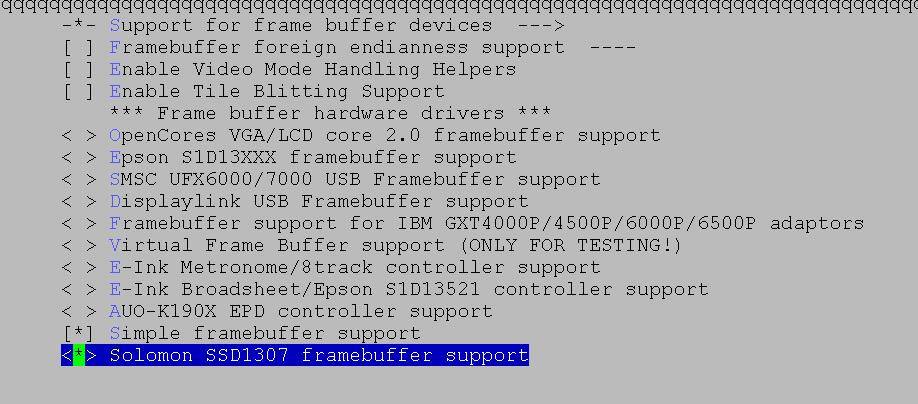 qqqqqqqqqqqqqqqqqqqqqqqqqqqqqqqqqqqqqqqqqqqqqqqqqqqqqqqqqqqqqqqqqqqqqqqqqqqq
-*- Support for frame buffer devices  --->
[ ] Framebuffer foreign endianness support  ----
[ ] Enable Video Mode Handling Helpers
[ ] Enable Tile Blitting Support
    *** Frame buffer hardware drivers ***
< > OpenCores VGA/LCD core 2.0 framebuffer support
< > Epson S1D13XXX framebuffer support
< > SMSC UFX6000/7000 USB Framebuffer support
< > Displaylink USB Framebuffer support
< > Framebuffer support for IBM GXT4000P/4500P/6000P/6500P adaptors
< > Virtual Frame Buffer support (ONLY FOR TESTING!)
< > E-Ink Metronome/8track controller support
< > E-Ink Broadsheet/Epson S1D13521 controller support
< > AUO-K190X EPD controller support
[*] Simple framebuffer support
<*> Solomon SSD1307 framebuffer support